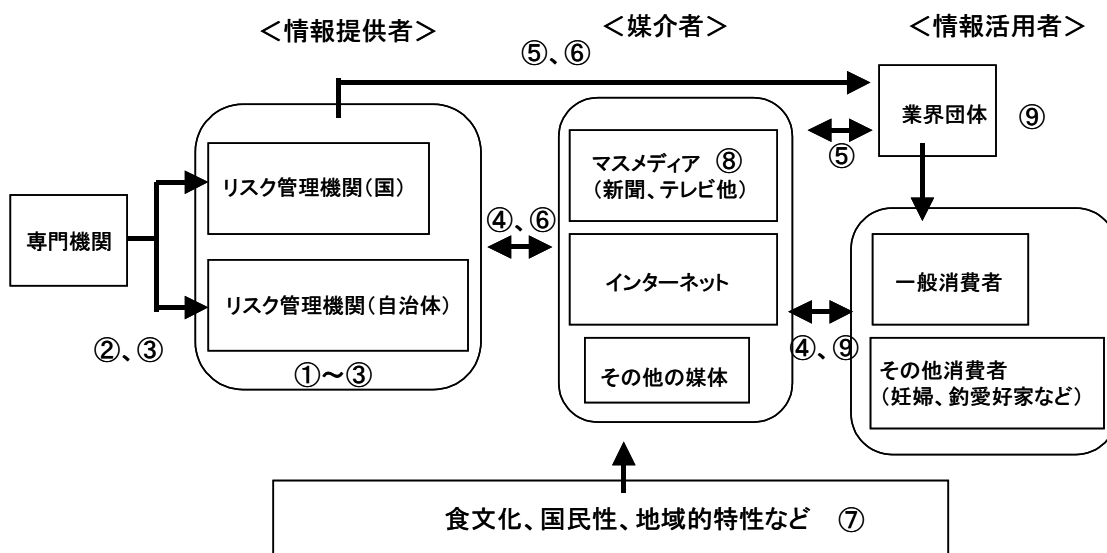 ＜情報提供者＞
＜媒介者＞
＜情報活用者＞
⑤、⑥
業界団体
⑨
⑤
マスメディア ⑧
（新聞、テレビ他）
リスク管理機関（国）
④、⑥
専門機関
インターネット
一般消費者
リスク管理機関（自治体）
②、③
①～③
④、⑨
その他の媒体
その他消費者
（妊婦、釣愛好家など）
食文化、国民性、地域的特性など ⑦